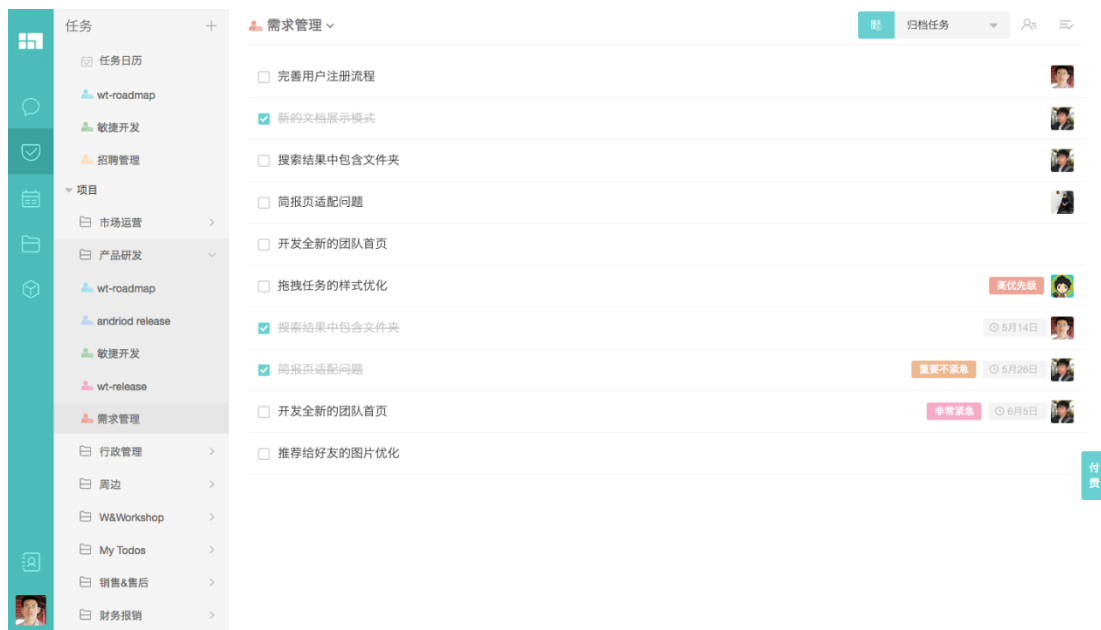 任务
任务日历
wt-roadmap
敏捷开发
招聘管理
项目
市场运营
产品研发
wt-roadmap
andriod release
敏捷开发
wt-release
需求管理
行政管理
周边
W&Workshop
My Todos
销售&售后
财务报销
需求管理
归档任务
完善用户注册流程
新的文档展示模式
搜索结果中包含文件夹
简报页适配问题
开发全新的团队首页
拖拽任务的样式优化 高优先级
搜索结果中包含文件夹 5月14日
简报页适配问题 重要不紧急 5月26日
开发全新的团队首页 非常紧急 6月5日
推荐给好友的图片优化
付
费